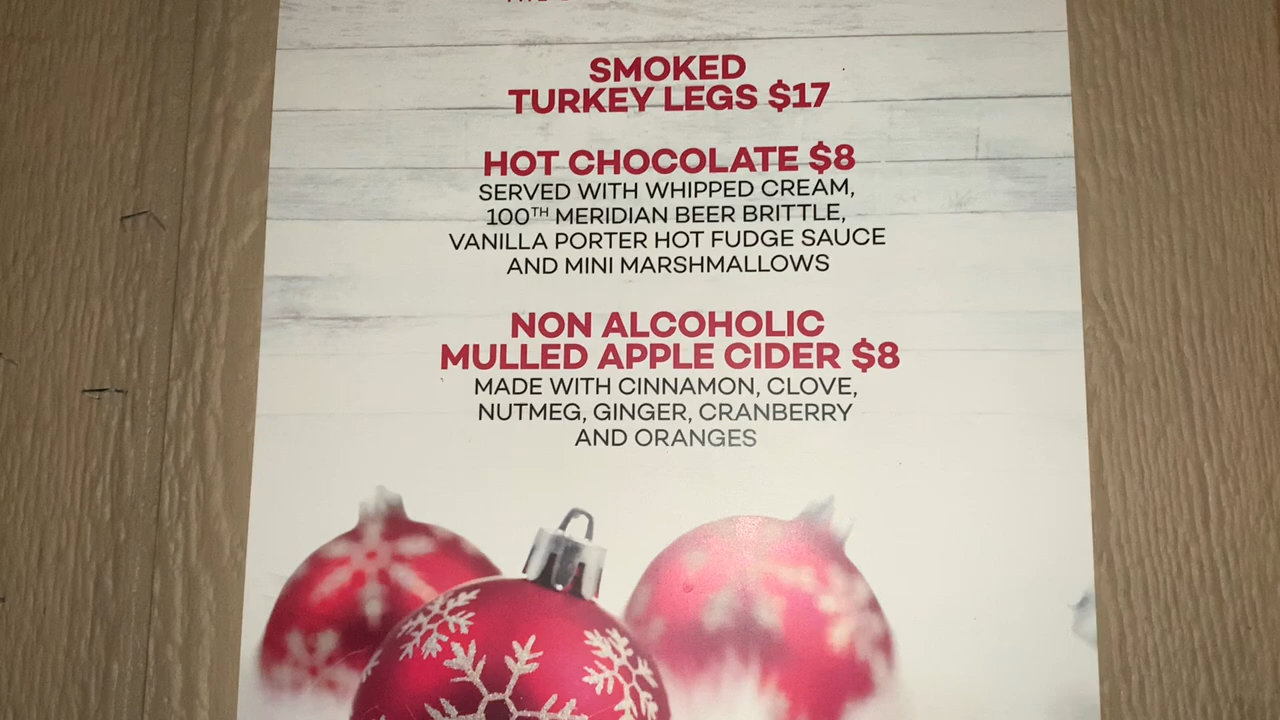 SMOKED
TURKEY LEGS $17
HOT CHOCOLATE $8
SERVED WITH WHIPPED CREAM,
100TH MERIDIAN BEER BRITTLE,
VANILLA PORTER HOT FUDGE SAUCE
AND MINI MARSHMALLOWS
NON ALCOHOLIC
MULLED APPLE CIDER $8
MADE WITH CINNAMON, CLOVE,
NUTMEG, GINGER, CRANBERRY
AND ORANGES